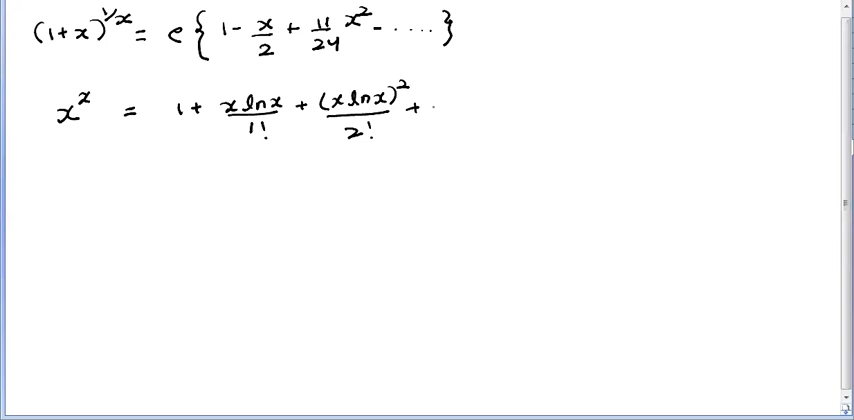 (1+x)^{1/x} = e { 1 - x/2 + 11/24 x^2 - ..... }
x^x = 1 + x ln x / 1! + (x ln x)^2 / 2! + .